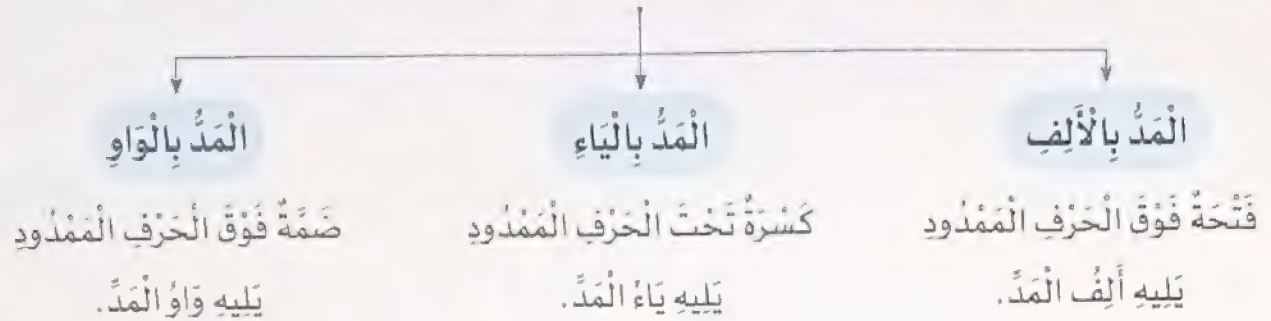 الْمَدُّ بِالْأَلِفِ
فَتْحَةٌ فَوْقَ الْحَرْفِ الْمَمْدُودِ
يَلِيهِ أَلِفُ الْمَدِّ.
الْمَدُّ بِالْيَاءِ
كَسْرَةٌ تَحْتَ الْحَرْفِ الْمَمْدُودِ
يَلِيهِ يَاءُ الْمَدِّ.
الْمَدُّ بِالْوَاوِ
ضَمَّةٌ فَوْقَ الْحَرْفِ الْمَمْدُودِ
يَلِيهِ وَاوُ الْمَدِّ.